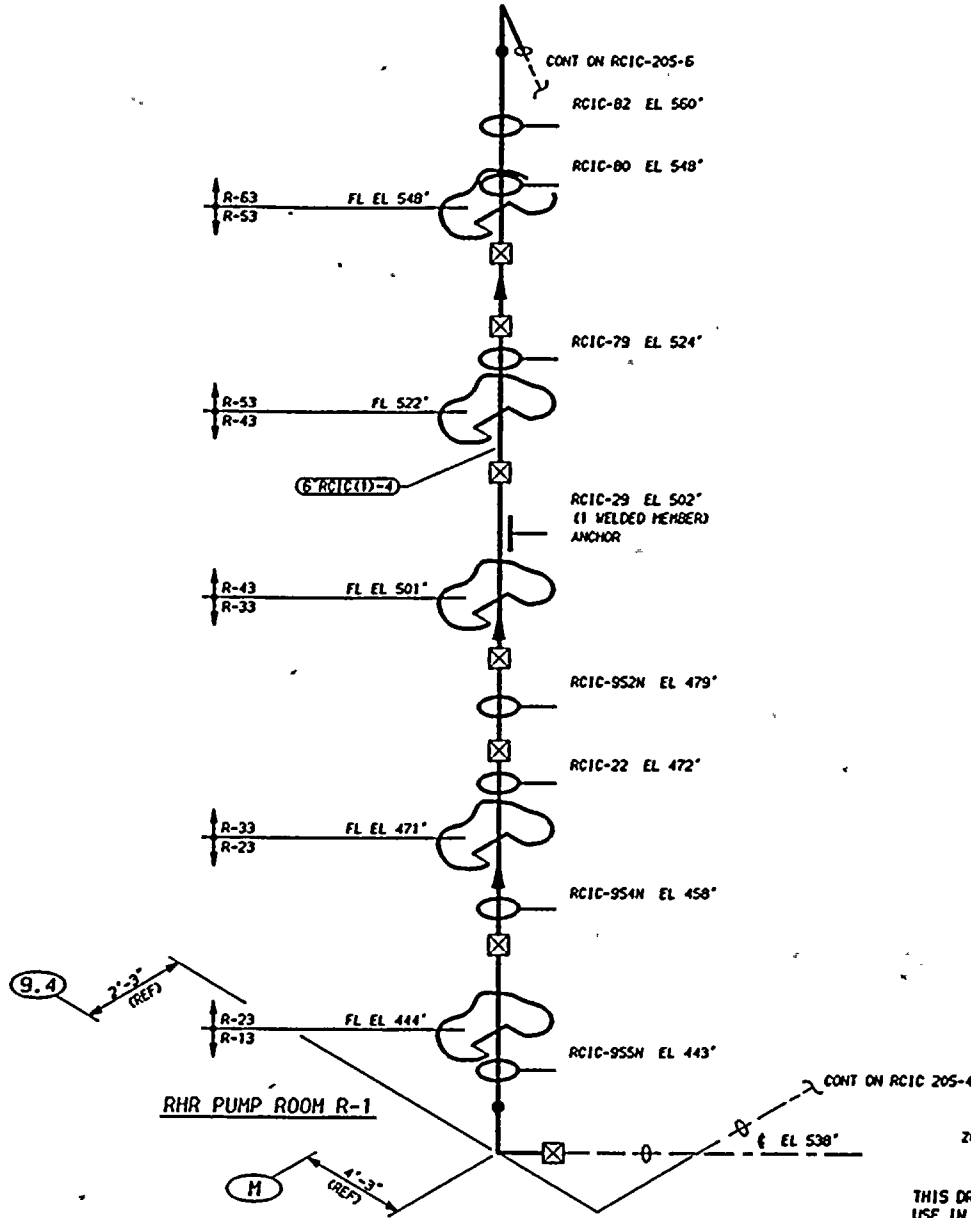 CONT ON RCIC-205-6
RCIC-82 EL 560'
RCIC-80 EL 548'
R-63
R-53
FL EL 548'
RCIC-79 EL 524'
R-53
R-43
FL 522'
6 RCIC(1)-4
RCIC-29 EL 502'
(1 WELDED MEMBER)
ANCHOR
R-43
R-33
FL EL 501'
RCIC-952N EL 479'
RCIC-22 EL 472'
R-33
R-23
FL EL 471'
RCIC-954N EL 458'
9.4
2'-3"
(REF)
R-23
R-13
FL EL 444'
RCIC-955N EL 443'
CONT ON RCIC 205-4
RHR PUMP ROOM R-1
EL 538'
M
4'-3"
(REF)
THIS DR
USE IN